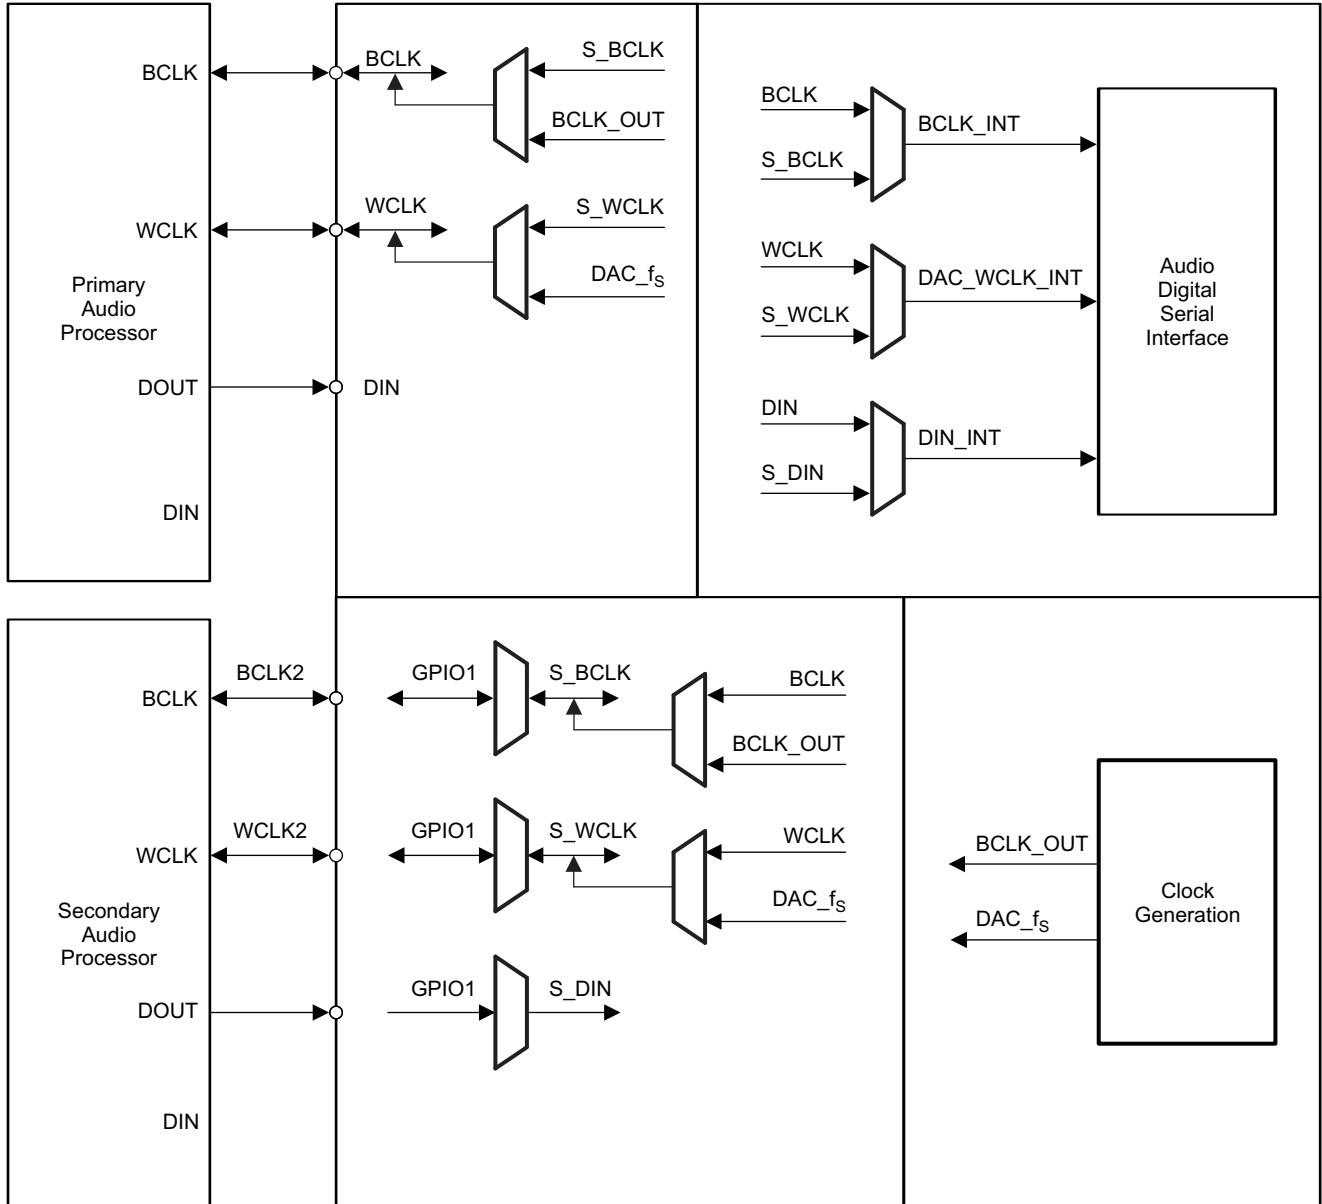 BCLK
WCLK
Primary
Audio
Processor
DOUT
DIN
BCLK
S_BCLK
BCLK_OUT
WCLK
S_WCLK
DAC_fS
DIN
BCLK
S_BCLK
BCLK_INT
WCLK
S_WCLK
DAC_WCLK_INT
DIN
S_DIN
DIN_INT
Audio
Digital
Serial
Interface
BCLK
WCLK
Secondary
Audio
Processor
DOUT
DIN
BCLK2
WCLK2
GPIO1
S_BCLK
BCLK
BCLK_OUT
GPIO1
S_WCLK
WCLK
DAC_fS
GPIO1
S_DIN
BCLK_OUT
DAC_fS
Clock
Generation